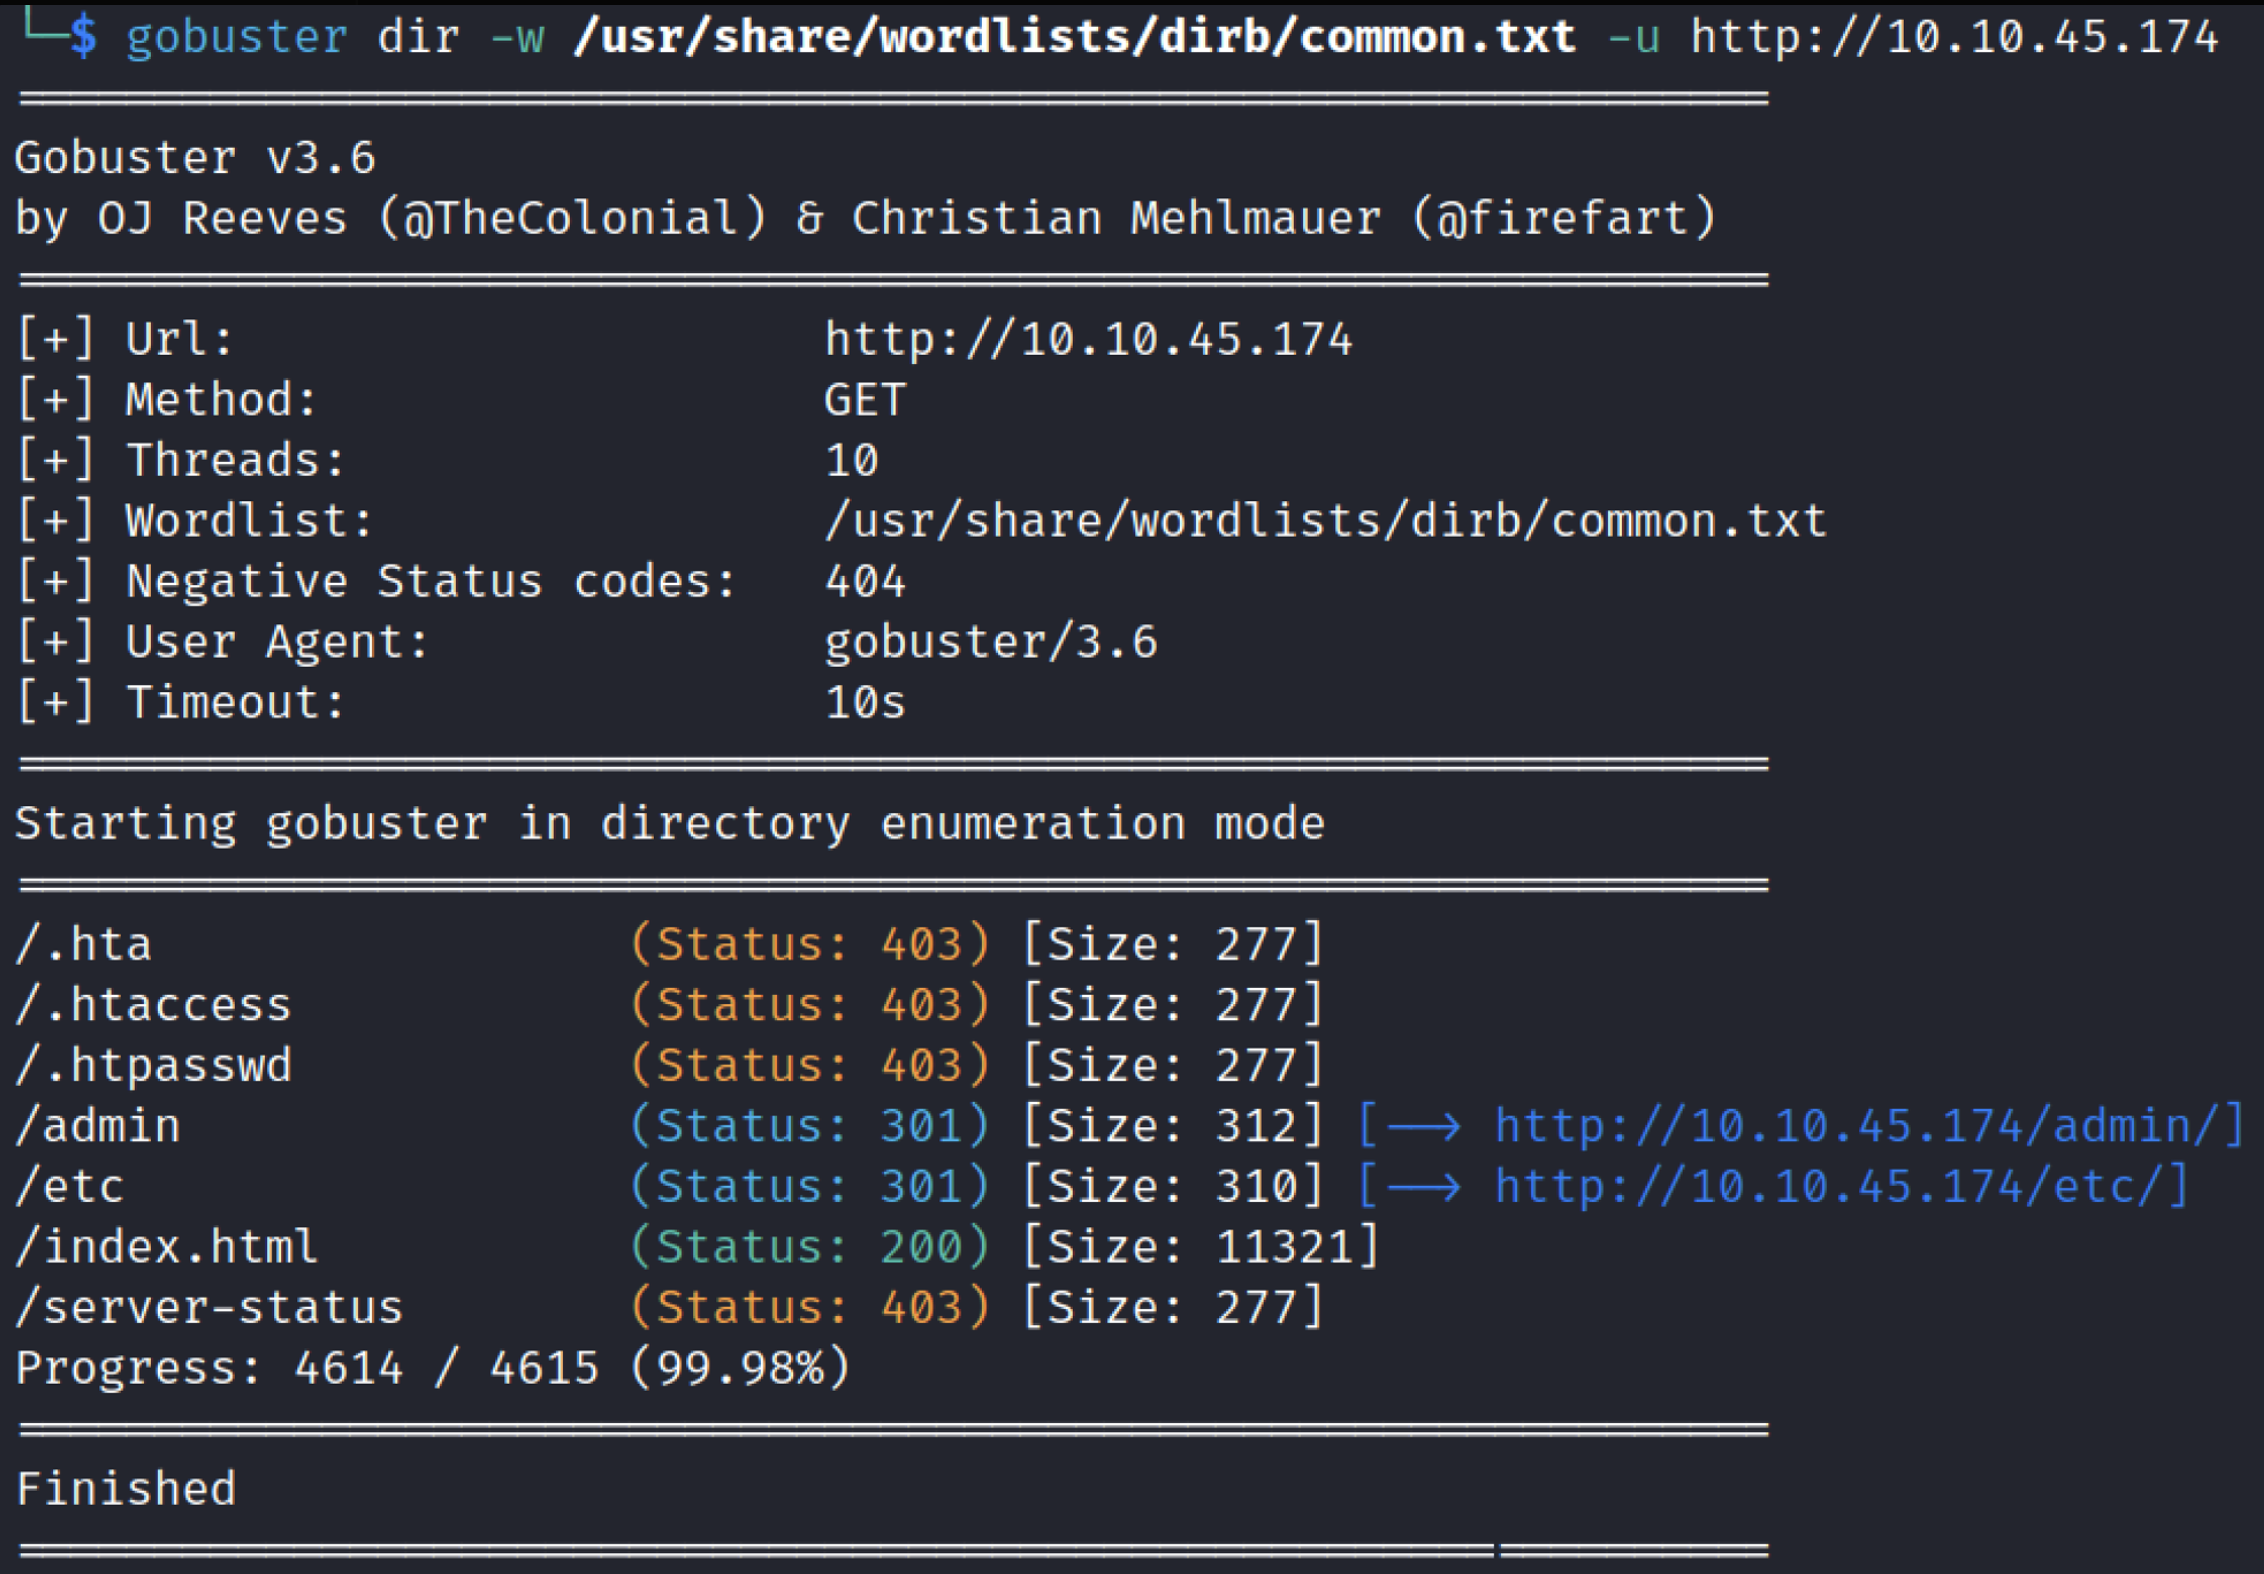 └─$ gobuster dir -w /usr/share/wordlists/dirb/common.txt -u http://10.10.45.174
===============================================================
Gobuster v3.6
by OJ Reeves (@TheColonial) & Christian Mehlmauer (@firefart)
===============================================================
[+] Url:                     http://10.10.45.174
[+] Method:                  GET
[+] Threads:                 10
[+] Wordlist:                /usr/share/wordlists/dirb/common.txt
[+] Negative Status codes:   404
[+] User Agent:              gobuster/3.6
[+] Timeout:                 10s
===============================================================
Starting gobuster in directory enumeration mode
===============================================================
/.hta                 (Status: 403) [Size: 277]
/.htaccess            (Status: 403) [Size: 277]
/.htpasswd            (Status: 403) [Size: 277]
/admin                (Status: 301) [Size: 312] [--> http://10.10.45.174/admin/]
/etc                  (Status: 301) [Size: 310] [--> http://10.10.45.174/etc/]
/index.html           (Status: 200) [Size: 11321]
/server-status        (Status: 403) [Size: 277]
Progress: 4614 / 4615 (99.98%)
===============================================================
Finished
===============================================================